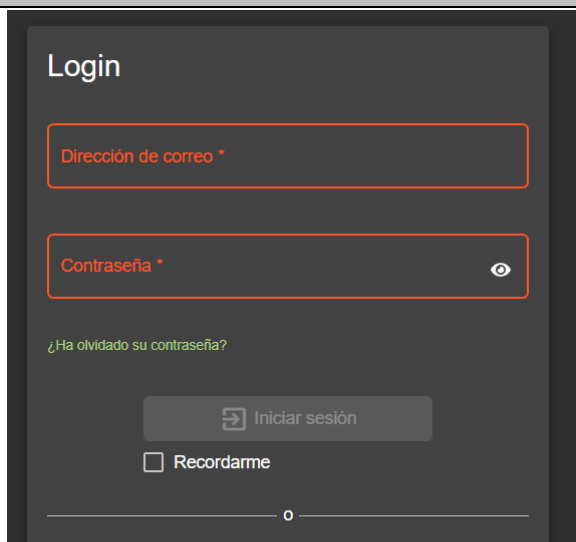 Login
Dirección de correo *
Contraseña *
¿Ha olvidado su contraseña?
Iniciar sesión
Recordarme
o